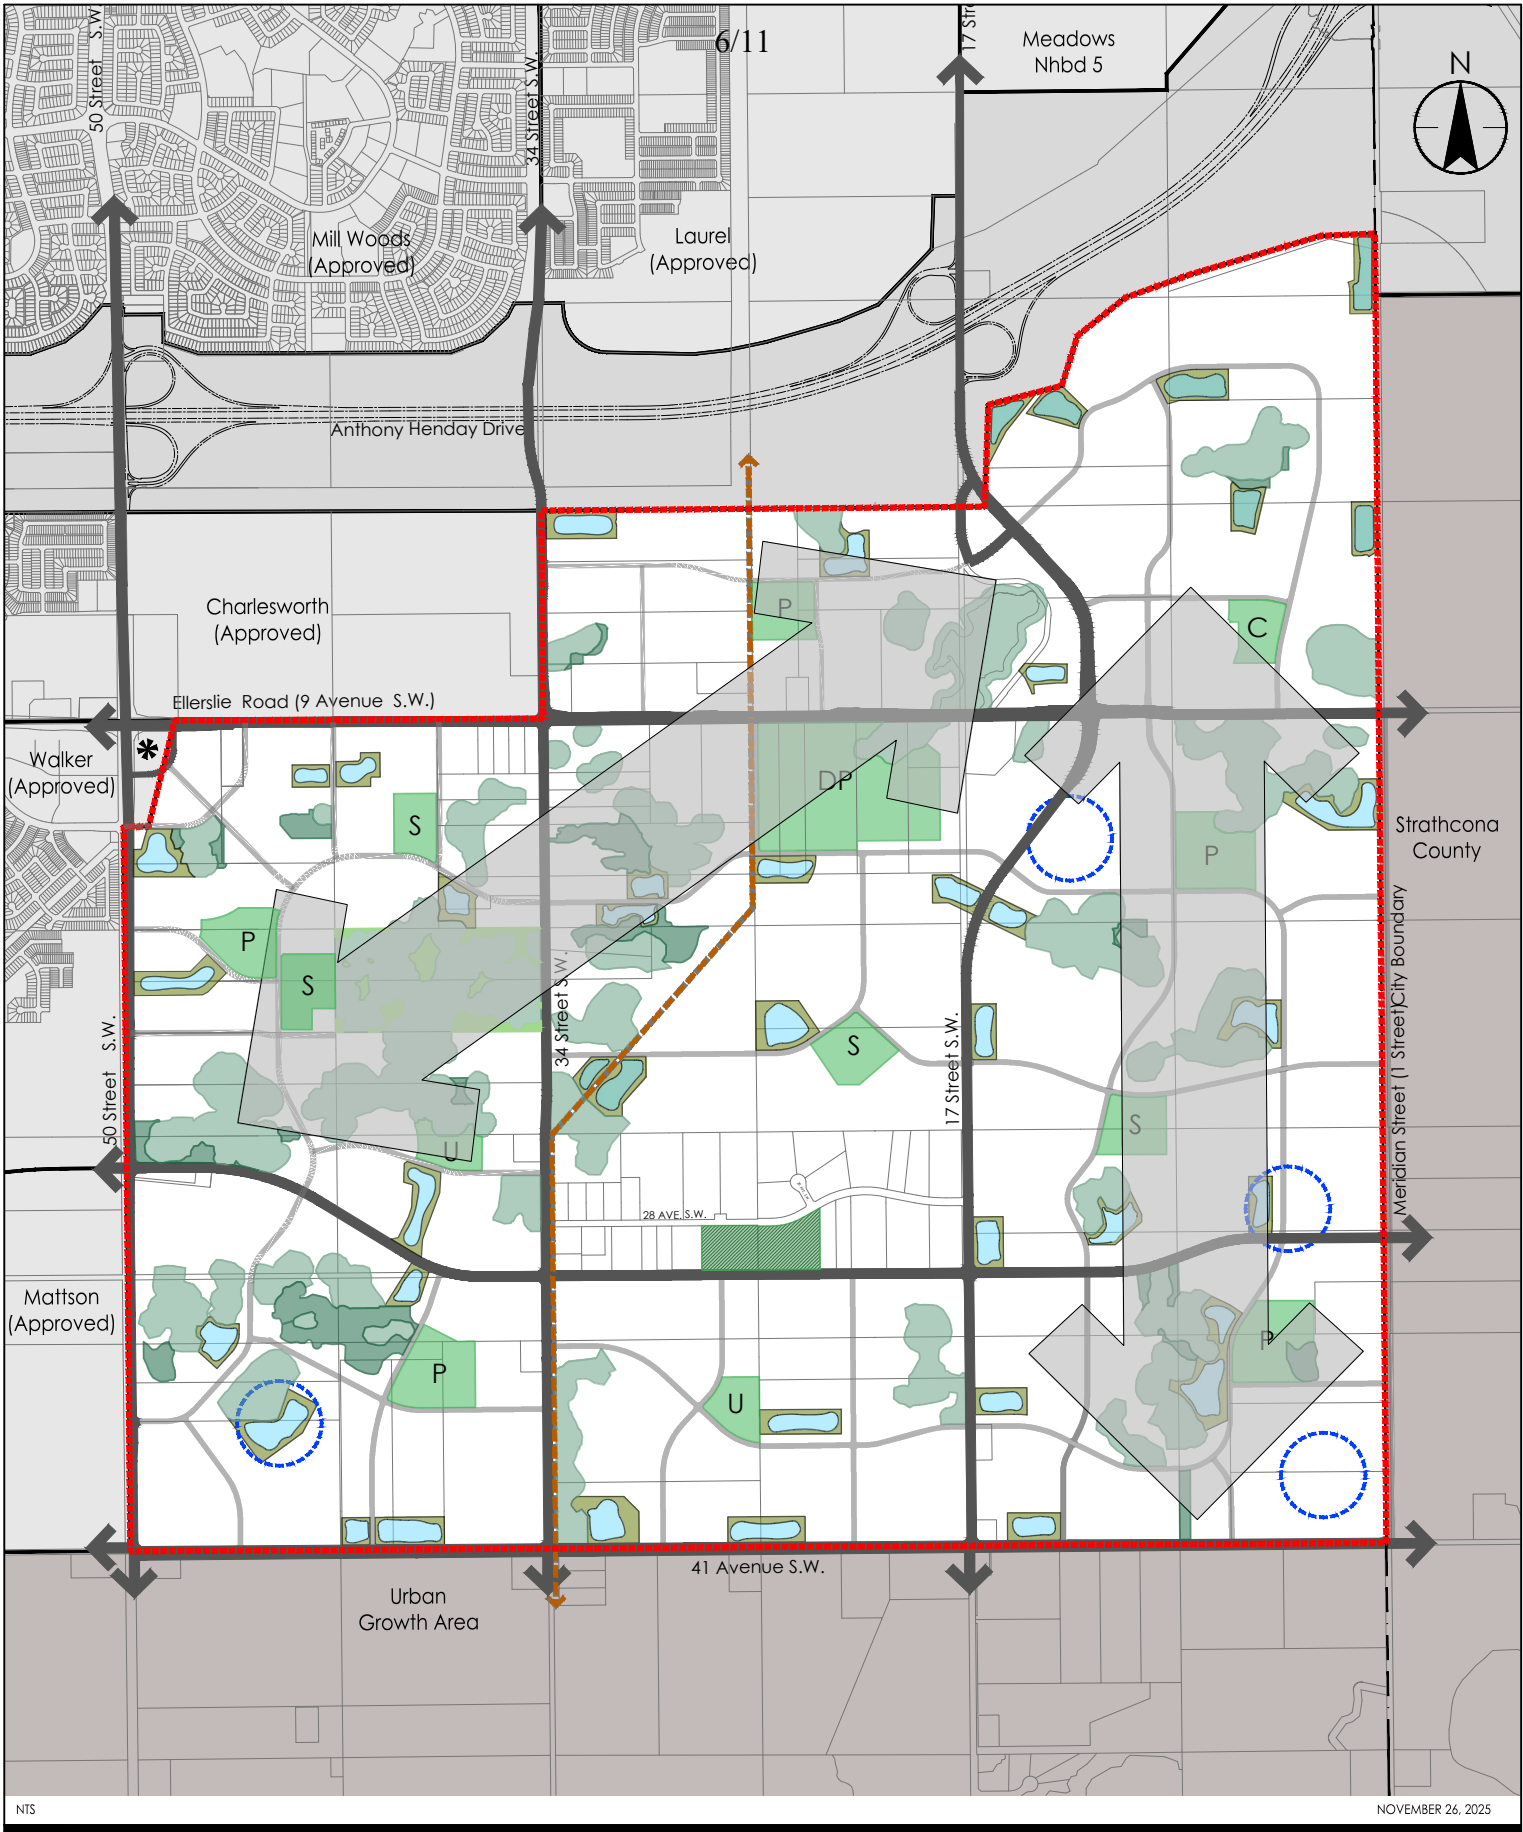 50 Street S.W.
34 Street S.W.
6/11
17 Stre
Meadows
Nhbd 5
N
Mill Woods
(Approved)
Laurel
(Approved)
Anthony Henday Drive
Charlesworth
(Approved)
P
C
Ellerslie Road (9 Avenue S.W.)
*
Walker
(Approved)
DP
S
Strathcona
County
P
P
S
34 Street S.W.
S
17 Street S.W.
50 Street S.W.
S
City Boundary
Meridian Street (1 Street)
U
28 AVE. S.W.
Mattson
(Approved)
P
P
U
41 Avenue S.W.
Urban
Growth Area
NTS
NOVEMBER 26, 2025